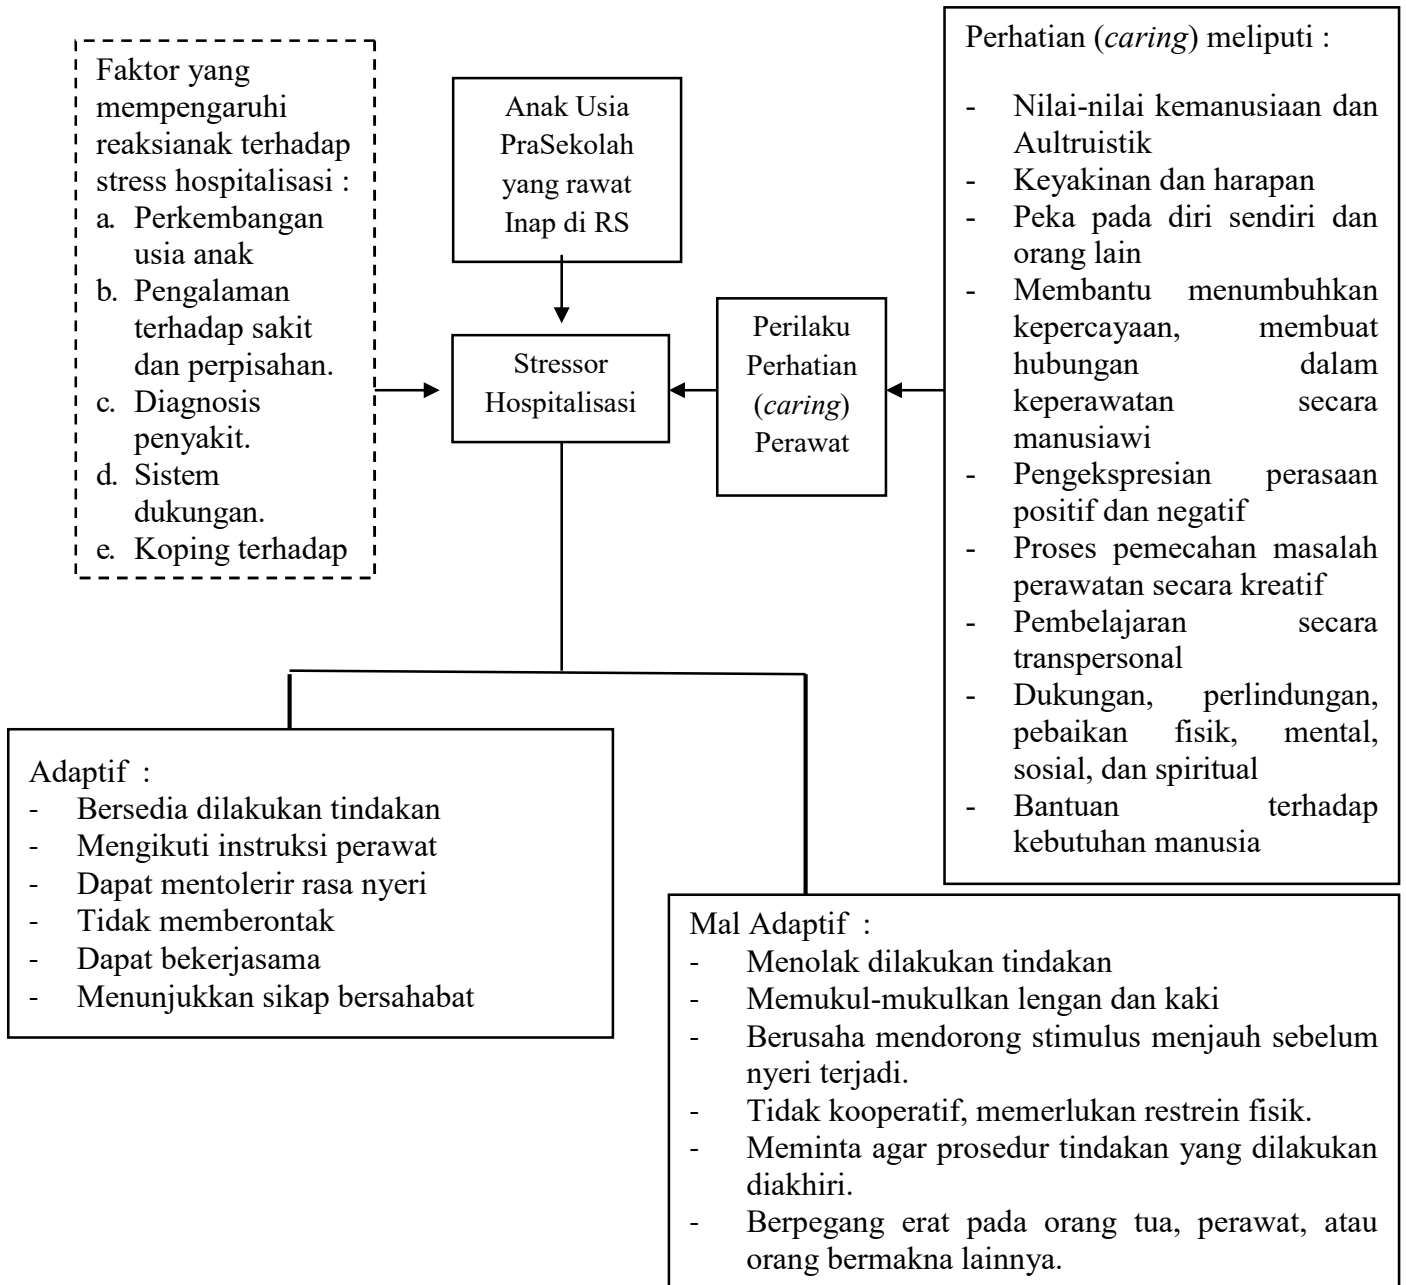 Faktor yang
mempengaruhi
reaksianak terhadap
stress hospitalisasi :
a. Perkembangan
usia anak
b. Pengalaman
terhadap sakit
dan perpisahan.
c. Diagnosis
penyakit.
d. Sistem
dukungan.
e. Koping terhadap
Anak Usia
PraSekolah
yang rawat
Inap di RS
Stressor
Hospitalisasi
Perilaku
Perhatian
(caring)
Perawat
Perhatian (caring) meliputi :
- Nilai-nilai kemanusiaan dan
Aultruistik
- Keyakinan dan harapan
- Peka pada diri sendiri dan
orang lain
- Membantu menumbuhkan
kepercayaan, membuat
hubungan dalam
keperawatan secara
manusiawi
- Pengekspresian perasaan
positif dan negatif
- Proses pemecahan masalah
perawatan secara kreatif
- Pembelajaran secara
transpersonal
- Dukungan, perlindungan,
pebaikan fisik, mental,
sosial, dan spiritual
- Bantuan terhadap
kebutuhan manusia
Adaptif :
- Bersedia dilakukan tindakan
- Mengikuti instruksi perawat
- Dapat mentolerir rasa nyeri
- Tidak memberontak
- Dapat bekerjasama
- Menunjukkan sikap bersahabat
Mal Adaptif :
- Menolak dilakukan tindakan
- Memukul-mukulkan lengan dan kaki
- Berusaha mendorong stimulus menjauh sebelum
nyeri terjadi.
- Tidak kooperatif, memerlukan restrein fisik.
- Meminta agar prosedur tindakan yang dilakukan
diakhiri.
- Berpegang erat pada orang tua, perawat, atau
orang bermakna lainnya.